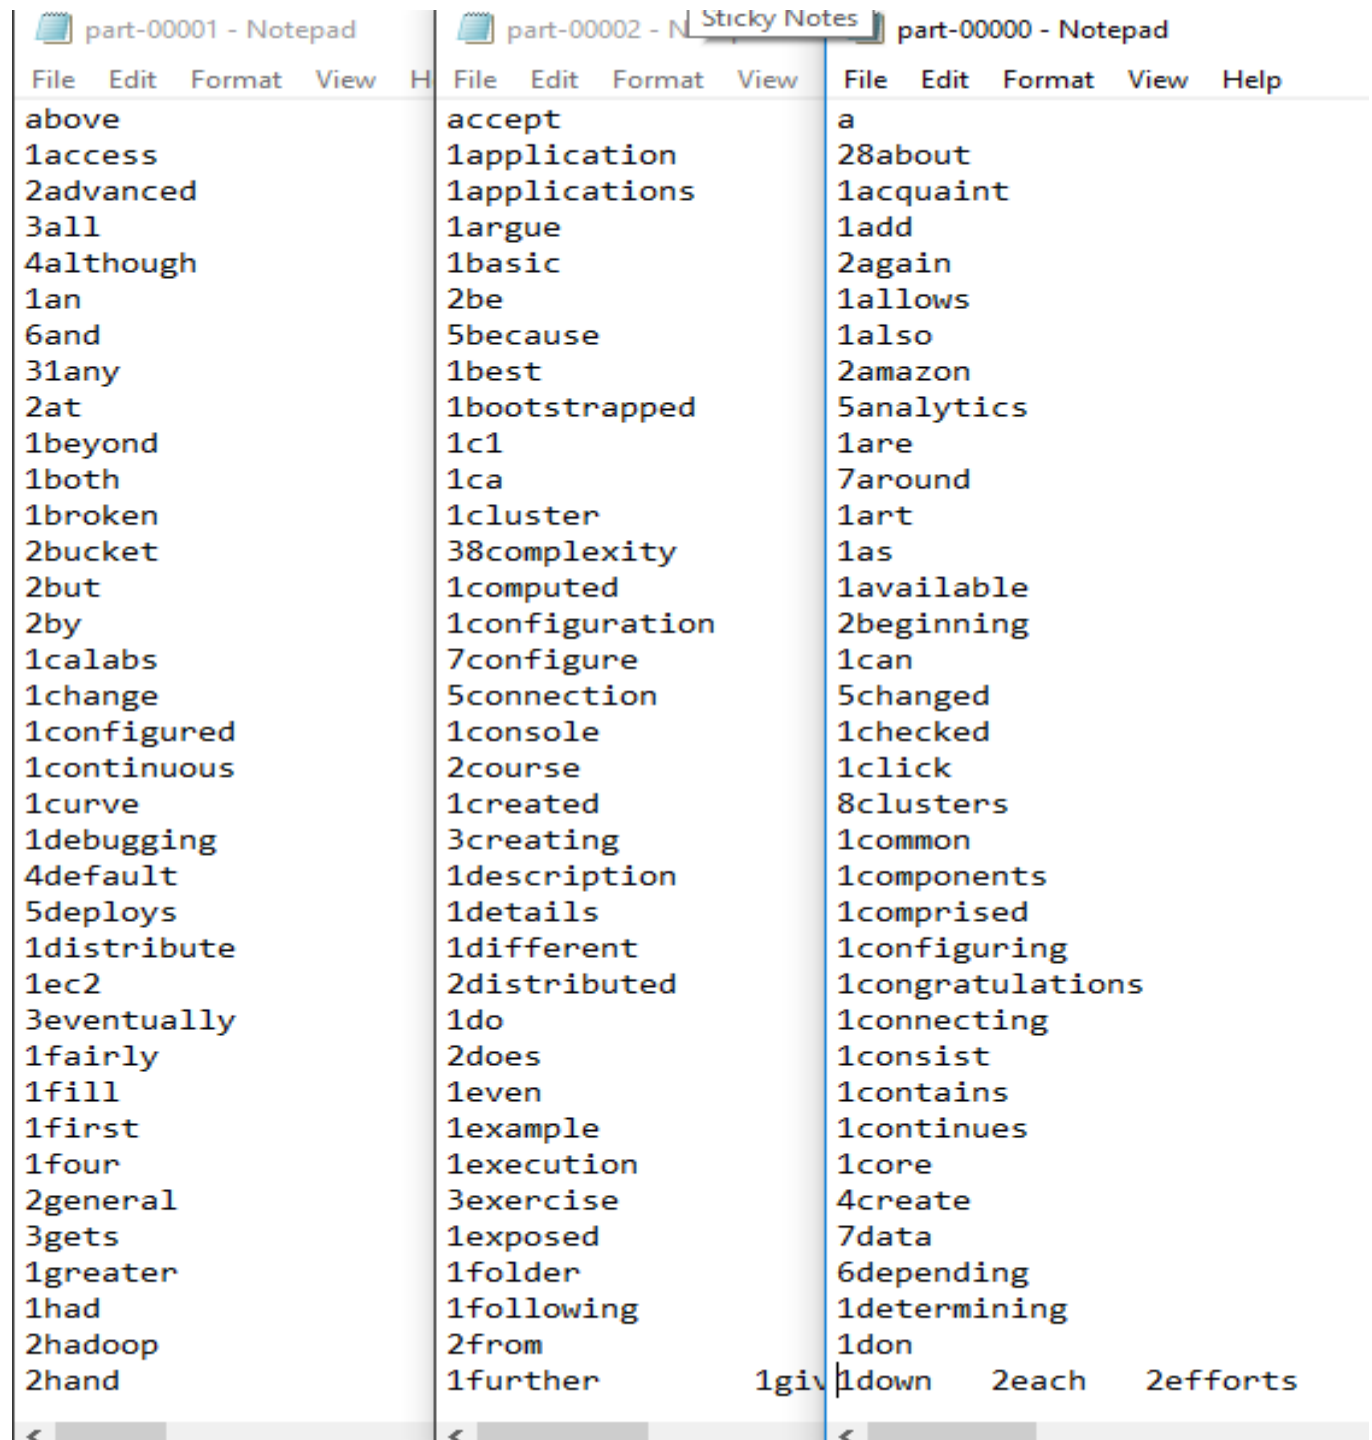 part-00001 - Notepad
File Edit Format View H
above
1access
2advanced
3all
4although
1an
6and
31any
2at
1beyond
1both
1broken
2bucket
2but
2by
1calabs
1change
1configured
1continuous
1curve
1debugging
4default
5deploys
1distribute
1ec2
3eventually
1fairly
1fill
1first
1four
2general
3gets
1greater
1had
2hadoop
2hand
part-00002 - N
Sticky Notes
File Edit Format View
accept
1application
1applications
1argue
1basic
2be
5because
1best
1bootstrapped
1c1
1ca
1cluster
38complexity
1computed
1configuration
7configure
5connection
1console
2course
1created
3creating
1description
1details
1different
2distributed
1do
2does
1even
1example
1execution
3exercise
1exposed
1folder
1following
2from
1further 1giv
part-00000 - Notepad
File Edit Format View Help
a
28about
1acquaint
1add
2again
1allows
1also
2amazon
5analytics
1are
7around
1art
1as
1available
2beginning
1can
5changed
1checked
1click
8clusters
1common
1components
1comprised
1configuring
1congratulations
1connecting
1consist
1contains
1continues
1core
4create
7data
6depending
1determining
1don
1down 2each 2efforts